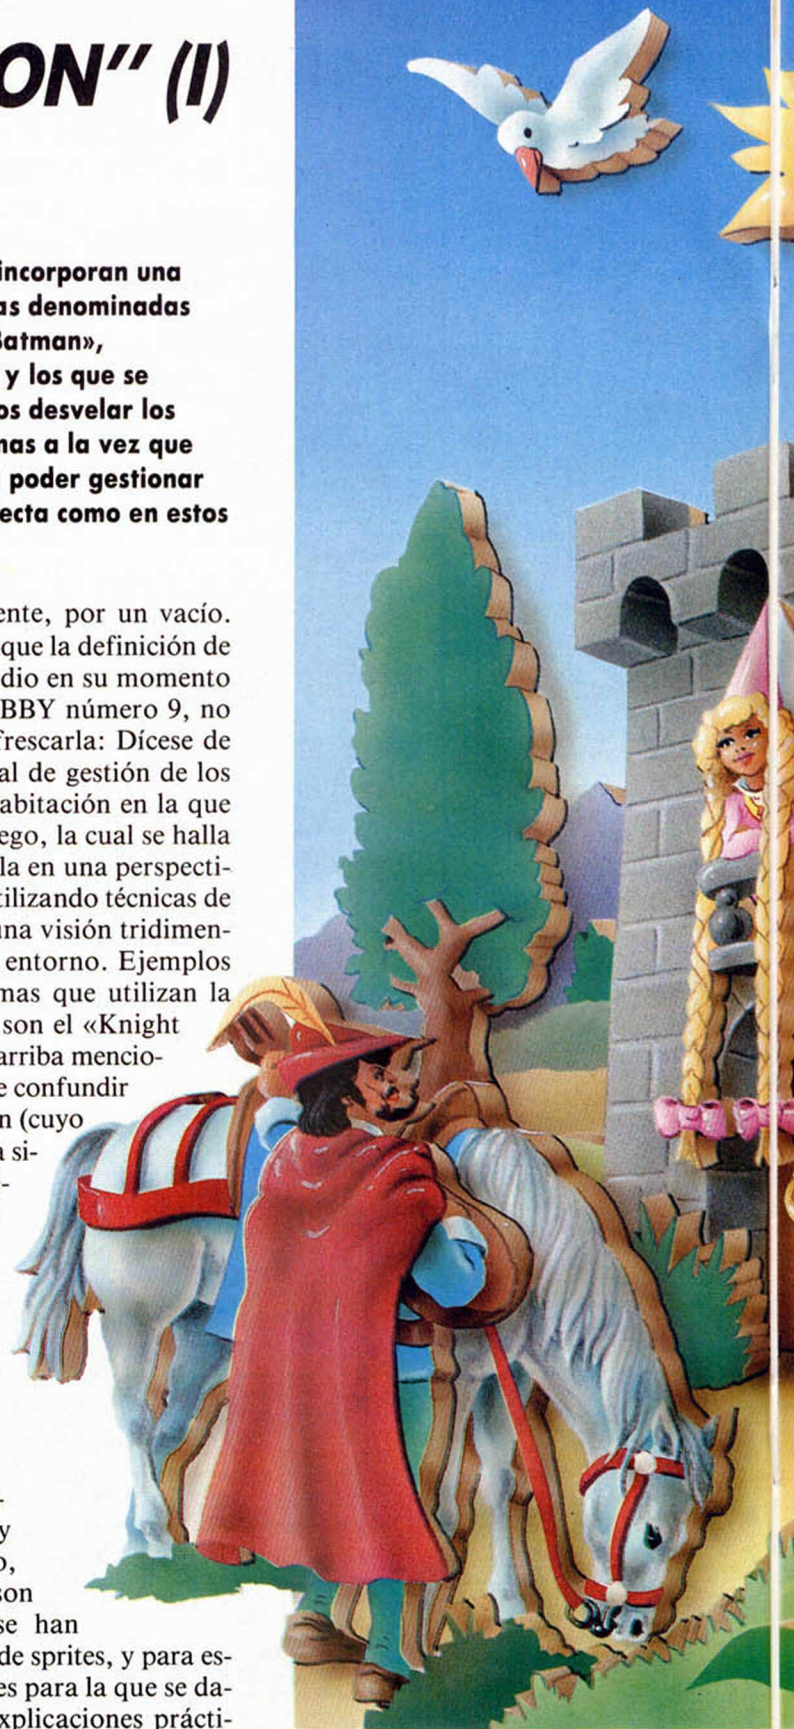 ON" (I)
incorporan una
as denominadas
Batman»,
y los que se
os desvelar los
mas a la vez que
poder gestionar
ecta como en estos
ente, por un vacío.
que la definición de
dio en su momento
BBY número 9, no
frescarla: Dícese de
al de gestión de los
abitación en la que
ego, la cual se halla
la en una perspecti-
tilizando técnicas de
una visión tridimen-
entorno. Ejemplos
mas que utilizan la
son el «Knight
arriba mencio-
e confundir
n (cuyo
a si-
-
-
y
o,
son
se han
de sprites, y para es-
es para la que se da-
xplicaciones prácti-